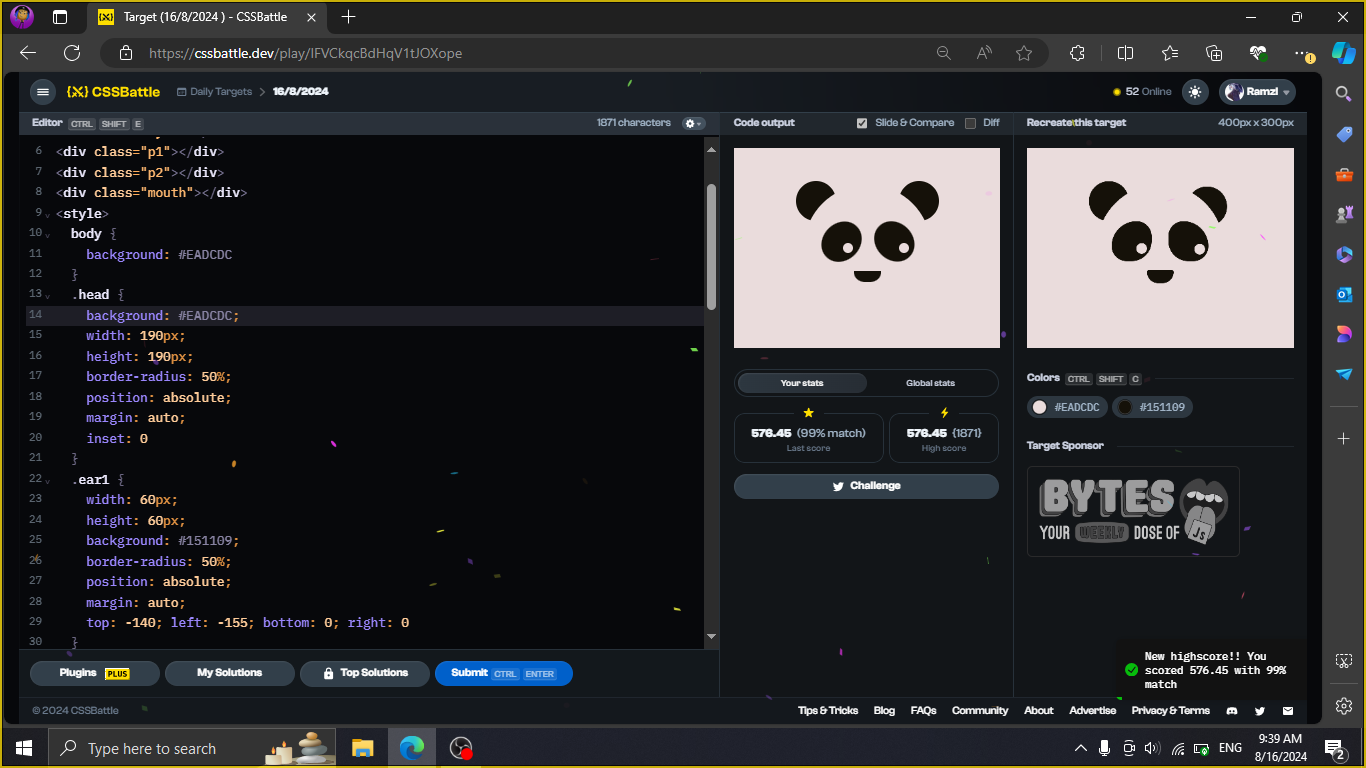 Target (16/8/2024 ) - CSSBattle
https://cssbattle.dev/play/lFVCkqcBdHqV1tJOXope
{X} CSSBattle
Daily Targets > 16/8/2024
52 Online
Ramzi
Editor CTRL SHIFT E
1871 characters
Code output
Slide & Compare
Diff
Recreate this target
400px x 300px
6 <div class="p1"></div>
7 <div class="p2"></div>
8 <div class="mouth"></div>
9 <style>
10 body {
11 background: #EADCDC
12 }
13 .head {
14 background: #EADCDC;
15 width: 190px;
16 height: 190px;
17 border-radius: 50%;
18 position: absolute;
19 margin: auto;
20 inset: 0
21 }
22 .ear1 {
23 width: 60px;
24 height: 60px;
25 background: #151109;
26 border-radius: 50%;
27 position: absolute;
28 margin: auto;
29 top: -140; left: -155; bottom: 0; right: 0
30 }
Your stats
Global stats
576.45 (99% match)
Last score
576.45 {1871}
High score
Challenge
Colors CTRL SHIFT C
#EADCDC
#151109
Target Sponsor
BYTES
YOUR WEEKLY DOSE OF JS
New highscore!! You
scored 576.45 with 99%
match
Plugins PLUS
My Solutions
Top Solutions
Submit CTRL ENTER
© 2024 CSSBattle
Tips & Tricks
Blog
FAQs
Community
About
Advertise
Privacy & Terms
Type here to search
ENG
9:39 AM
8/16/2024
2